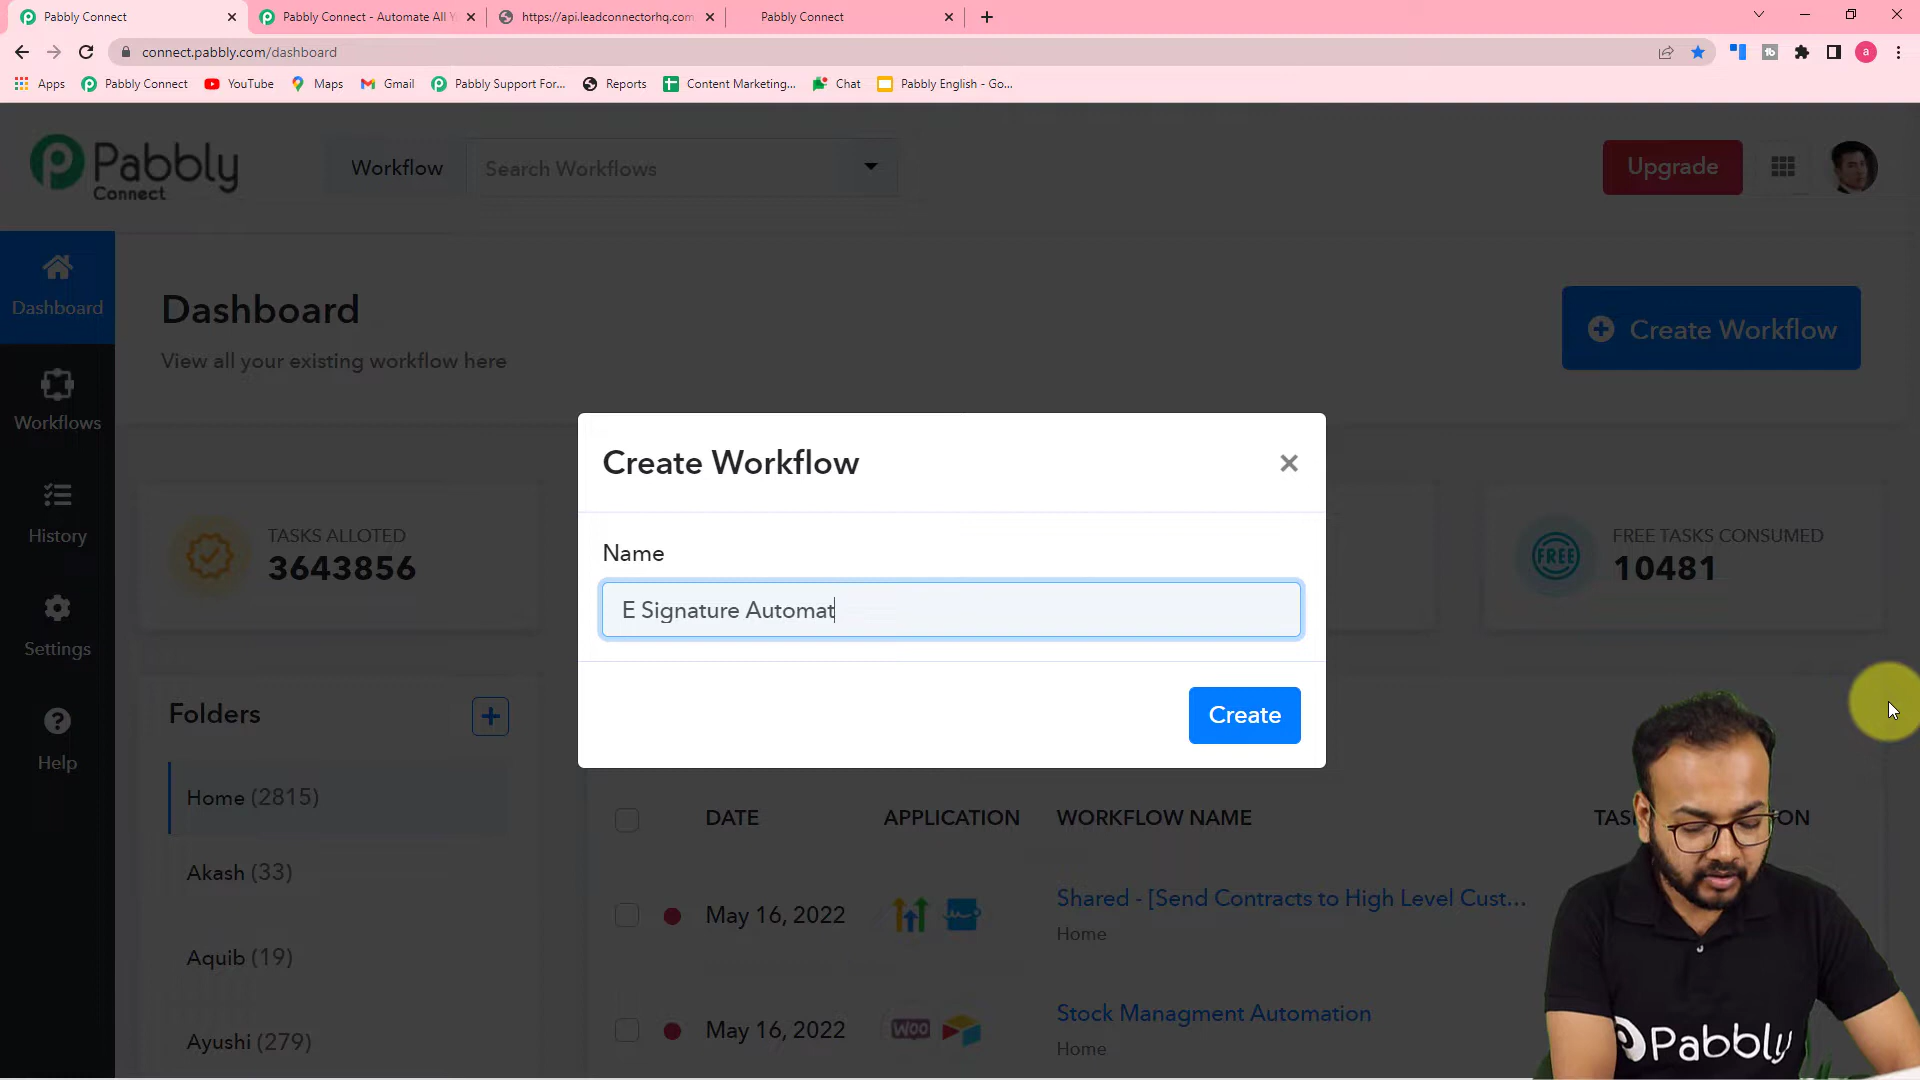 Pabbly Connect
Pabbly Connect - Automate All Y
https://api.leadconnectorhq.com
Pabbly Connect
connect.pabbly.com/dashboard
a
Apps
Pabbly Connect
YouTube
Maps
Gmail
Pabbly Support For...
Reports
Content Marketing...
Chat
Pabbly English - Go...
Pabbly
Connect
Workflow
Search Workflows
Upgrade
Dashboard
Workflows
History
Settings
Help
Dashboard
View all your existing workflow here
Create Workflow
TASKS ALLOTED
3643856
FREE
FREE TASKS CONSUMED
10481
Create Workflow
Name
E Signature Automat
Create
Folders
Home (2815)
Akash (33)
Aquib (19)
Ayushi (279)
DATE
APPLICATION
WORKFLOW NAME
May 16, 2022
Shared - [Send Contracts to High Level Cust...
Home
May 16, 2022
WOO
Stock Managment Automation
Home
Pabbly